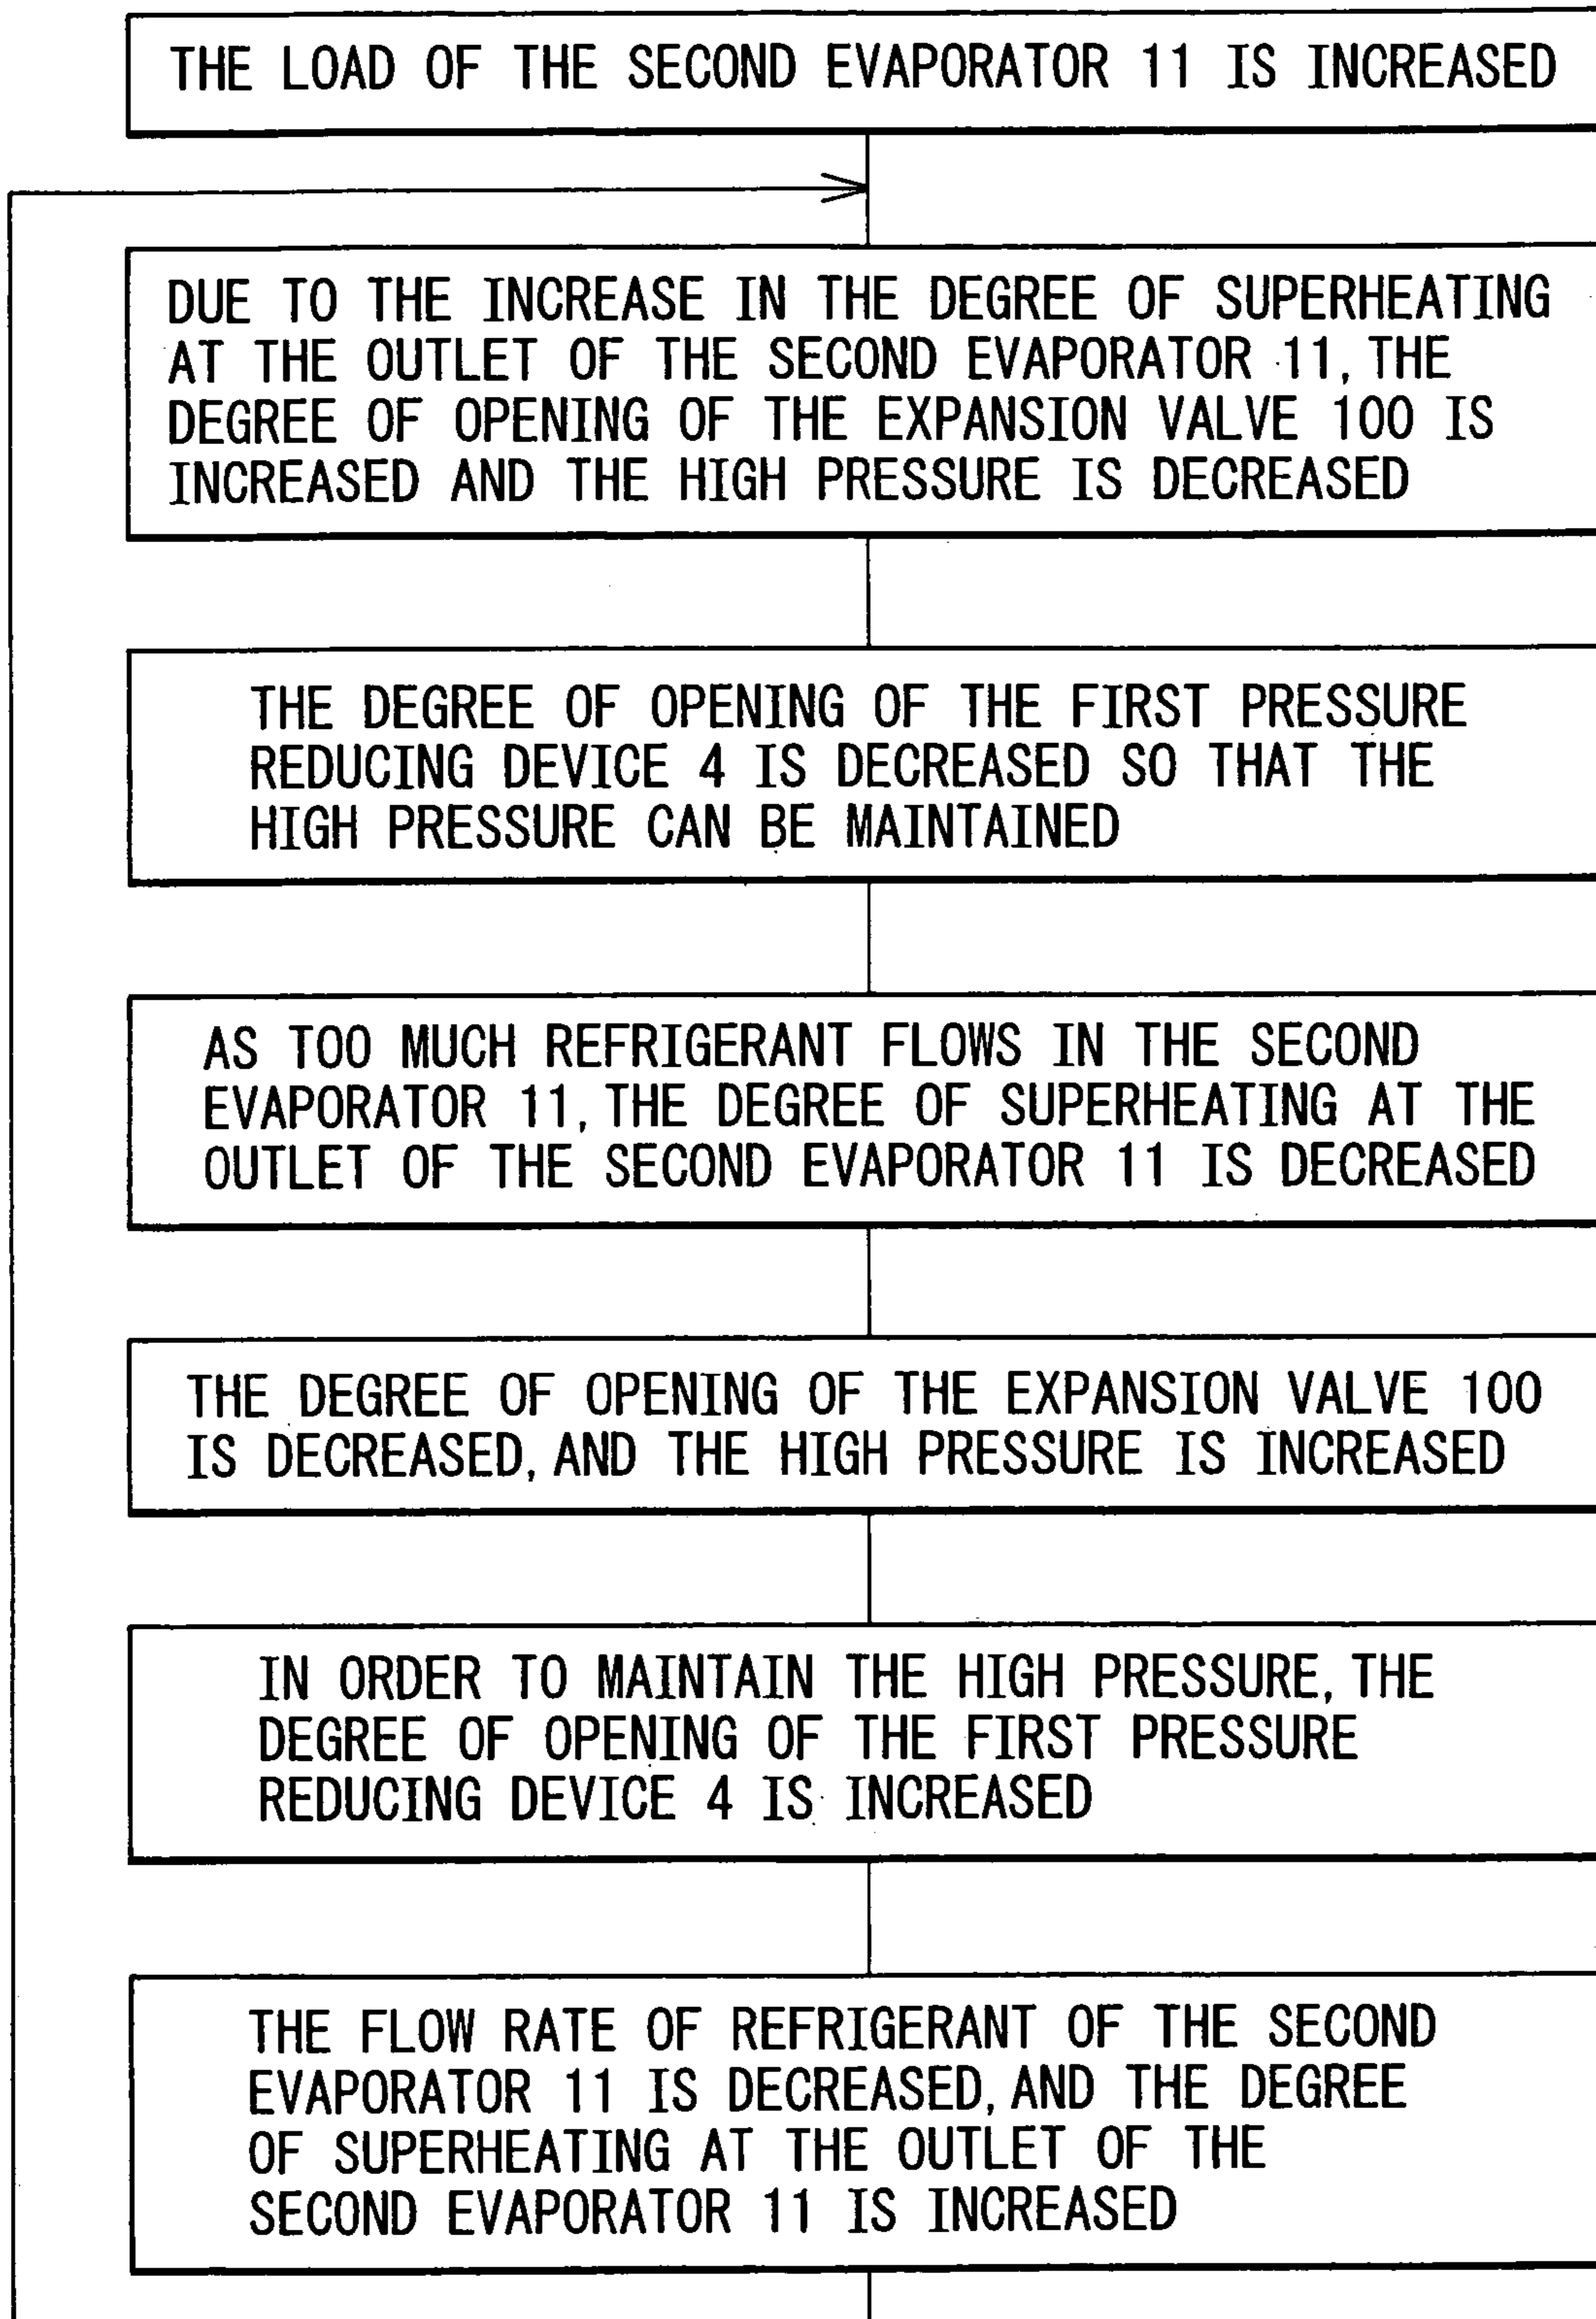 THE LOAD OF THE SECOND EVAPORATOR 11 IS INCREASED
DUE TO THE INCREASE IN THE DEGREE OF SUPERHEATING
AT THE OUTLET OF THE SECOND EVAPORATOR 11, THE
DEGREE OF OPENING OF THE EXPANSION VALVE 100 IS
INCREASED AND THE HIGH PRESSURE IS DECREASED
THE DEGREE OF OPENING OF THE FIRST PRESSURE
REDUCING DEVICE 4 IS DECREASED SO THAT THE
HIGH PRESSURE CAN BE MAINTAINED
AS TOO MUCH REFRIGERANT FLOWS IN THE SECOND
EVAPORATOR 11, THE DEGREE OF SUPERHEATING AT THE
OUTLET OF THE SECOND EVAPORATOR 11 IS DECREASED
THE DEGREE OF OPENING OF THE EXPANSION VALVE 100
IS DECREASED, AND THE HIGH PRESSURE IS INCREASED
IN ORDER TO MAINTAIN THE HIGH PRESSURE, THE
DEGREE OF OPENING OF THE FIRST PRESSURE
REDUCING DEVICE 4 IS INCREASED
THE FLOW RATE OF REFRIGERANT OF THE SECOND
EVAPORATOR 11 IS DECREASED, AND THE DEGREE
OF SUPERHEATING AT THE OUTLET OF THE
SECOND EVAPORATOR 11 IS INCREASED